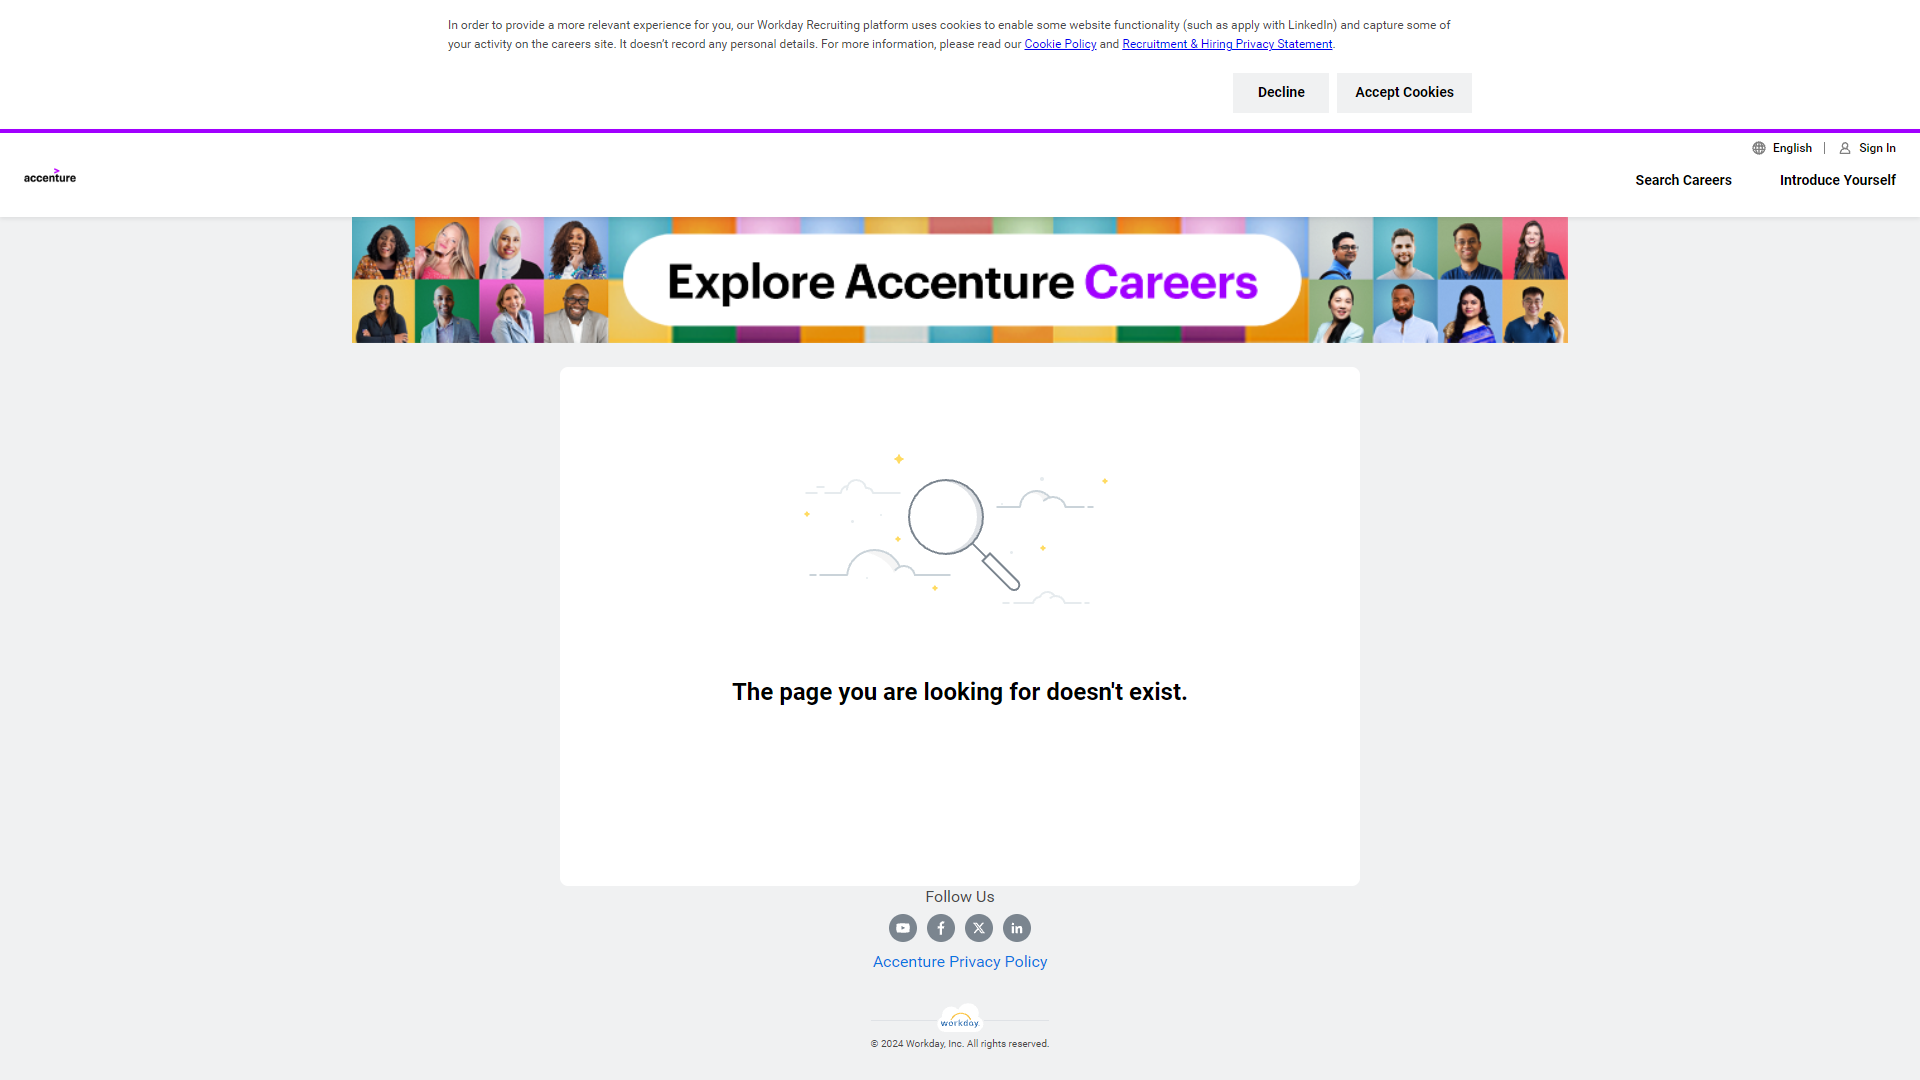 In order to provide a more relevant experience for you, our Workday Recruiting platform uses cookies to enable some website functionality (such as apply with LinkedIn) and capture some of
your activity on the careers site. It doesn't record any personal details. For more information, please read our Cookie Policy and Recruitment & Hiring Privacy Statement.
Decline
Accept Cookies
English
Sign In
accenture
Search Careers
Introduce Yourself
Explore Accenture Careers
The page you are looking for doesn't exist.
Follow Us
Accenture Privacy Policy
workday.
© 2024 Workday, Inc. All rights reserved.